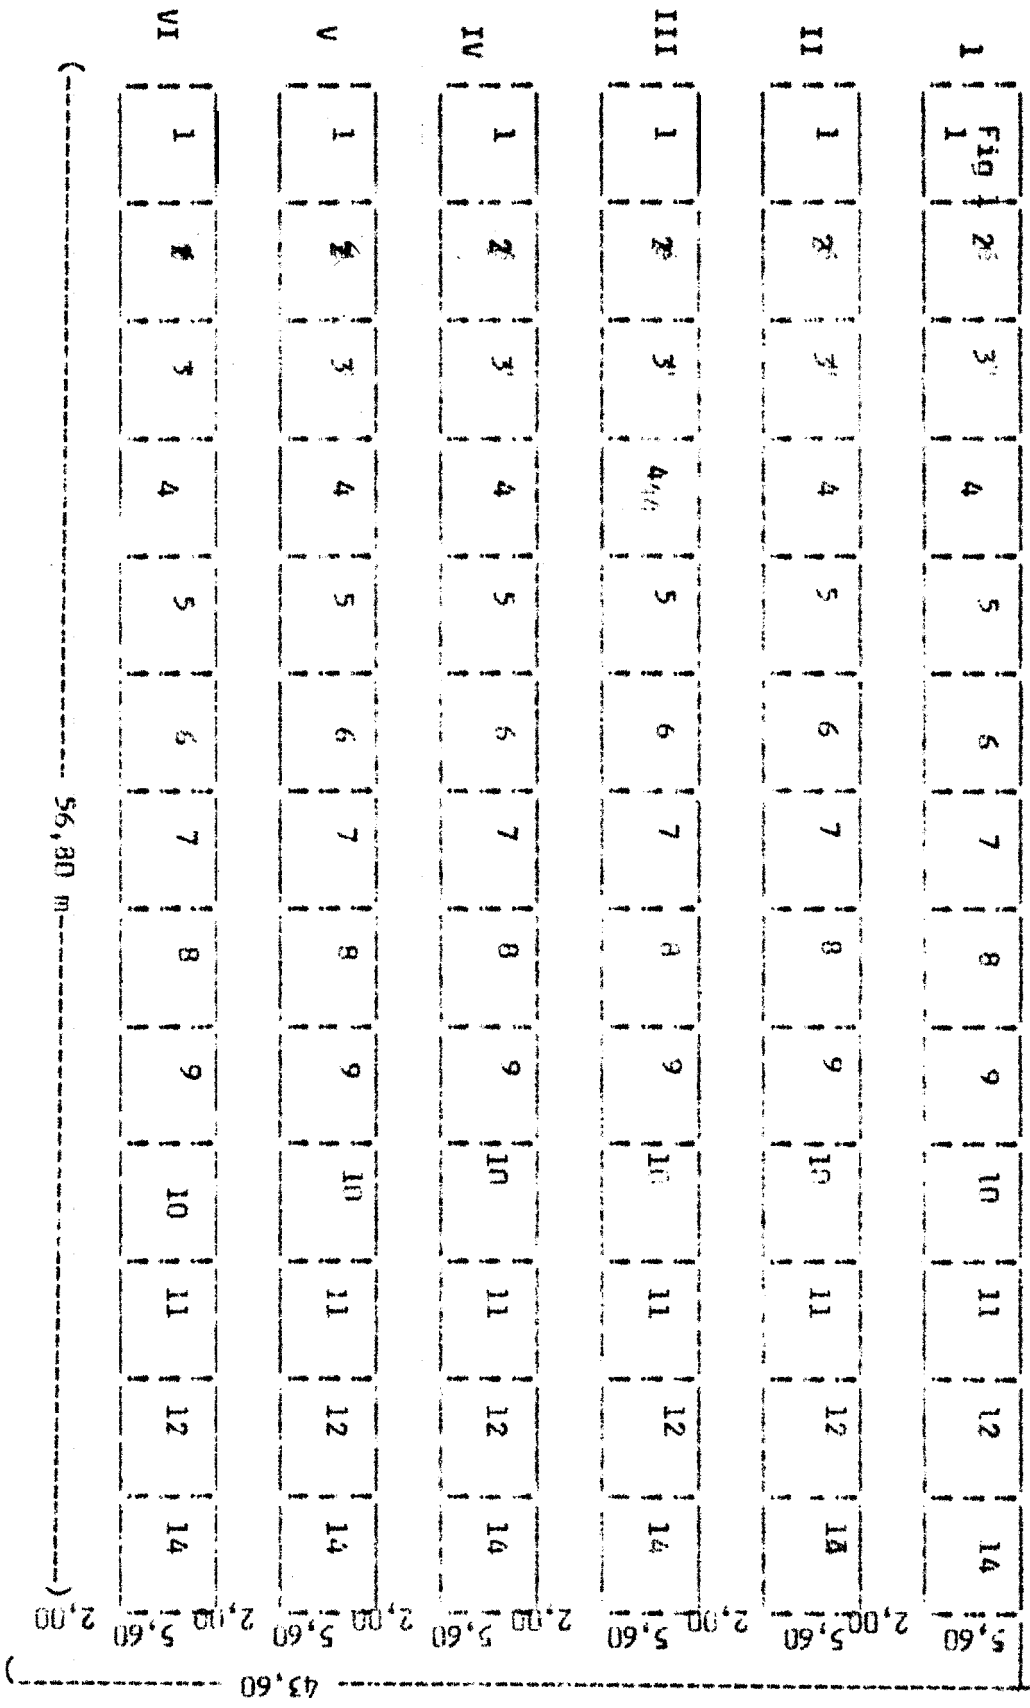 Fig 1
1 1 2 3 4 5 6 7 8 9 10 11 12 14 5,60
2,00
II 1 2 3 4 5 6 7 8 9 10 11 12 5,60
2,00
III 1 2 3 4 5 6 7 8 9 10 11 12 14 5,60
2,00
IV 1 2 3 4 5 6 7 8 9 10 11 12 14 5,60
2,00
V 1 2 3 4 5 6 7 8 9 10 11 12 14 5,60
2,00
VI 1 3 4 5 6 7 8 9 10 11 12 14 5,60
2,00
56,80 m
43,60